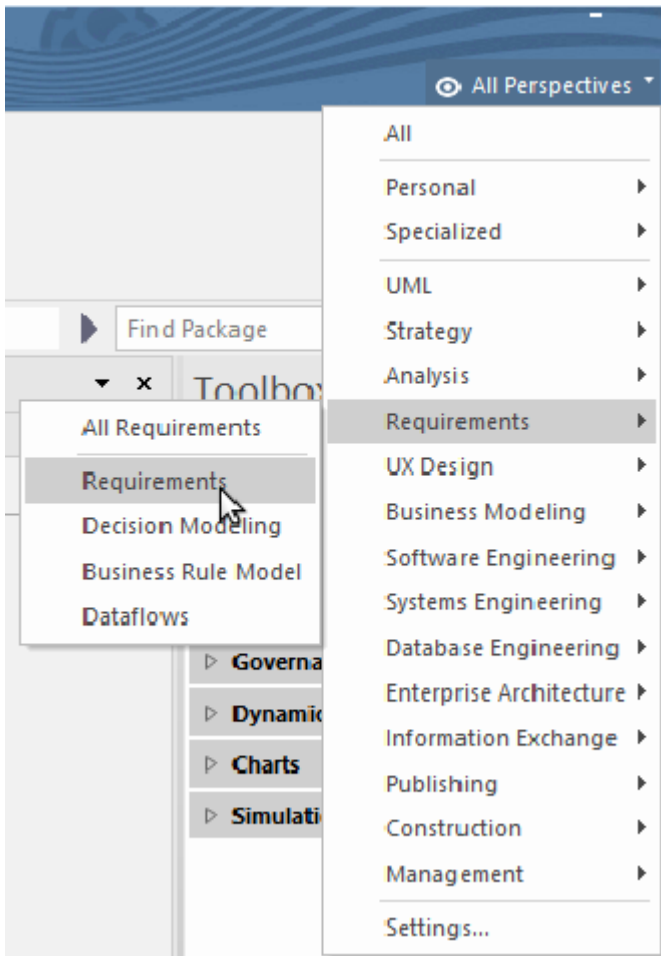 All Perspectives
All
Personal
Specialized
UML
Find Package
Strategy
Analysis
All Requirements
Requirements
Requirements
UX Design
Decision Modeling
Business Modeling
Business Rule Model
Software Engineering
Dataflows
Systems Engineering
Database Engineering
Enterprise Architecture
Information Exchange
Charts
Publishing
Construction
Management
Settings...